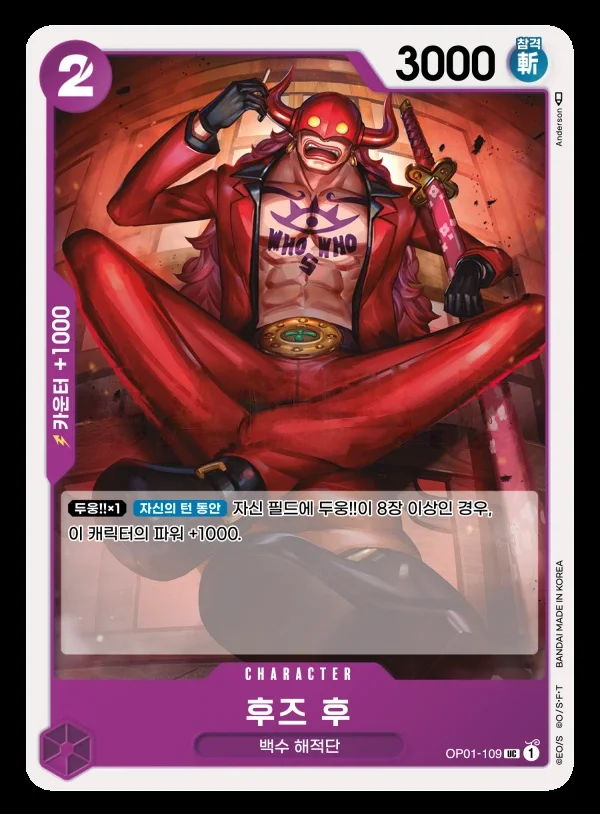 2
3000
참격
斬
Anderson
WHO WHO
S
카운터 +1000
두웅!!×1 자신의 턴 동안 자신 필드에 두웅!!이 8장 이상인 경우,
이 캐릭터의 파워 +1000.
CHARACTER
후즈 후
백수 해적단
OP01-109 UC 1
©EO/S ©O/S·F·T BANDAI MADE IN KOREA